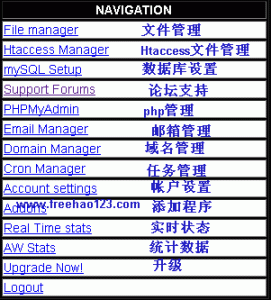 NAVIGATION
File manager 文件管理
Htaccess Manager Htaccess文件管理
mySQL Setup 数据库设置
Support Forums 论坛支持
PHPMyAdmin php管理
Email Manager 邮箱管理
Domain Manager 域名管理
Cron Manager 任务管理
Account settings 帐户设置
Addons 添加程序
www.freehao123.com
Real Time stats 实时状态
AW Stats 统计数据
Upgrade Now! 升级
Logout